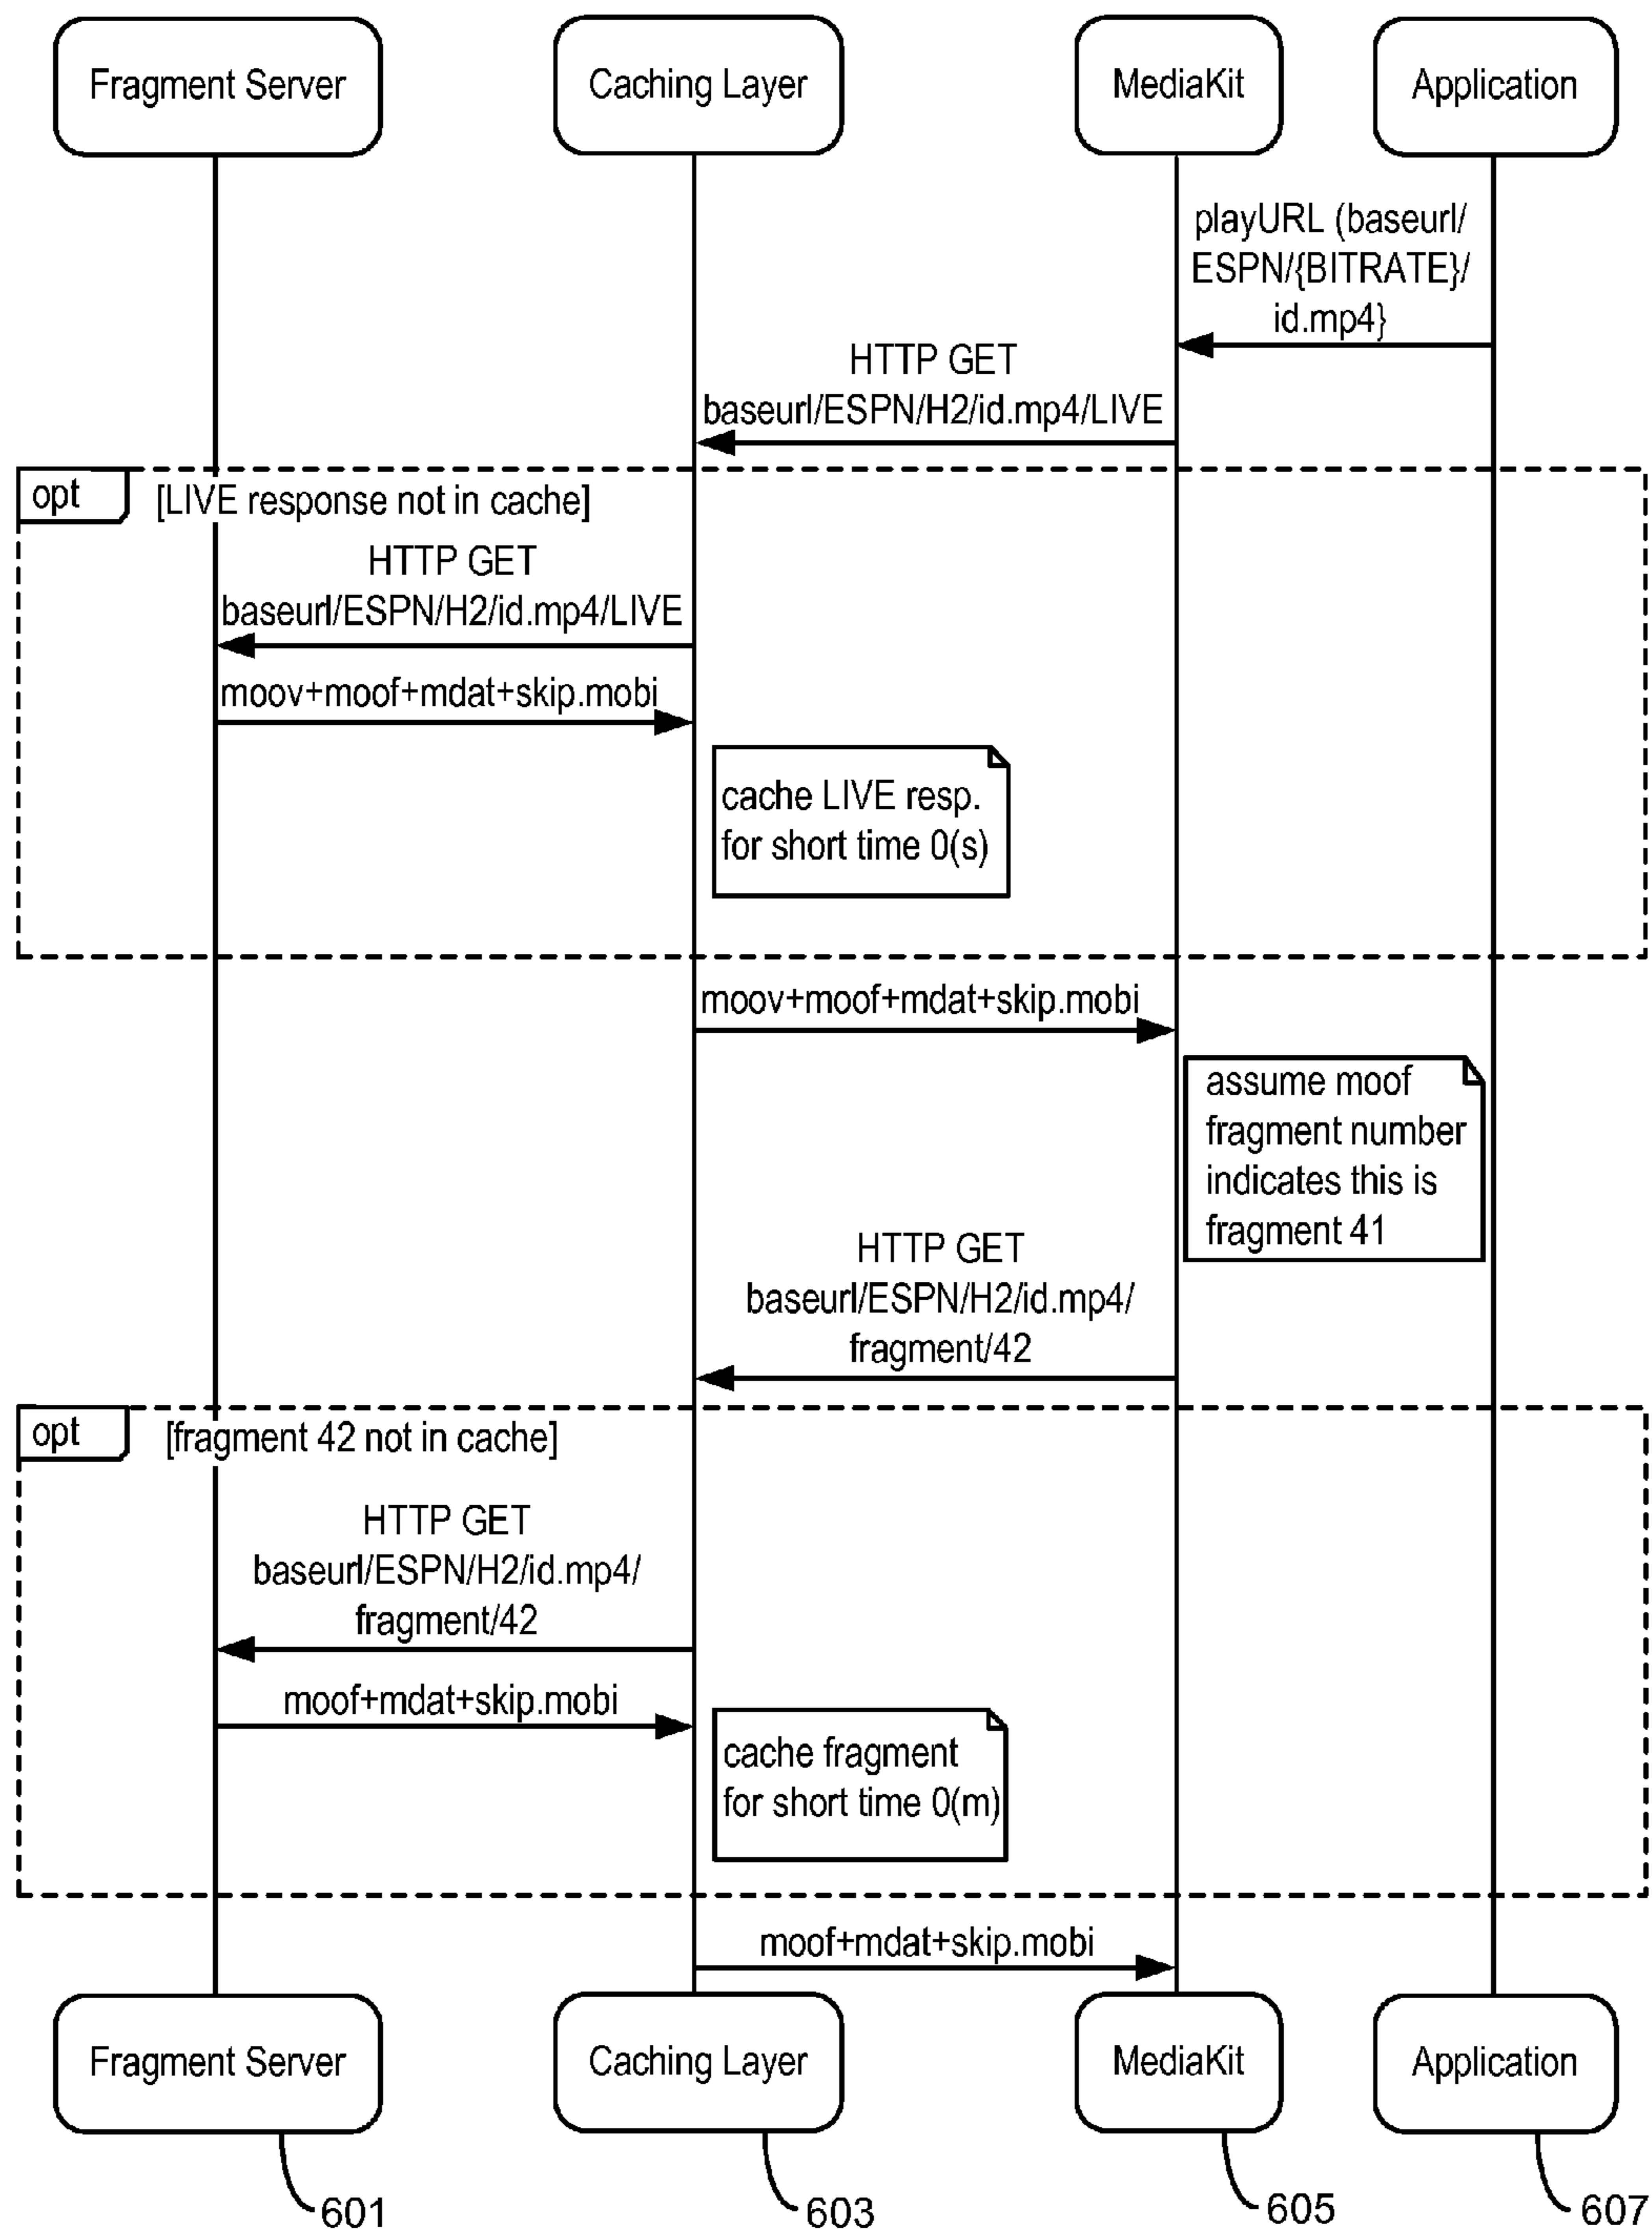 Fragment Server
Caching Layer
MediaKit
Application
playURL (baseurl/
ESPN/{BITRATE}/
id.mp4}
HTTP GET
baseurl/ESPN/H2/id.mp4/LIVE
opt
[LIVE response not in cache]
HTTP GET
baseurl/ESPN/H2/id.mp4/LIVE
moov+moof+mdat+skip.mobi
cache LIVE resp.
for short time 0(s)
moov+moof+mdat+skip.mobi
assume moof
fragment number
indicates this is
fragment 41
HTTP GET
baseurl/ESPN/H2/id.mp4/
fragment/42
opt
[fragment 42 not in cache]
HTTP GET
baseurl/ESPN/H2/id.mp4/
fragment/42
moof+mdat+skip.mobi
cache fragment
for short time 0(m)
moof+mdat+skip.mobi
Fragment Server
Caching Layer
MediaKit
Application
601
603
605
607